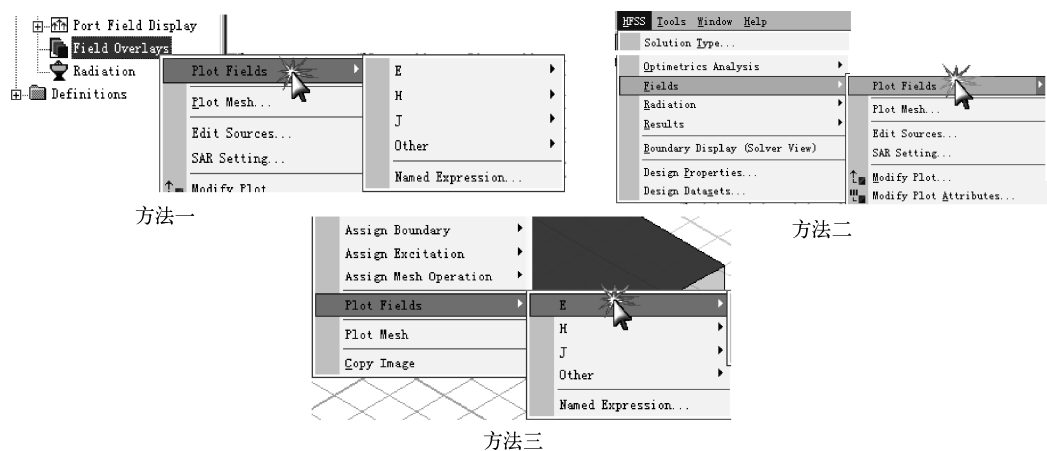 Port Field Display
Field Overlays
Radiation
Definitions
Plot Fields
Plot Mesh...
Edit Sources...
SAR Setting...
Modify Plot
E
H
J
Other
Named Expression...
方法一
HFSS Tools Window Help
Solution Type...
Optimetrics Analysis
Fields
Radiation
Results
Boundary Display (Solver View)
Design Properties...
Design Datasets...
Plot Fields
Plot Mesh...
Edit Sources...
SAR Setting...
Modify Plot...
Modify Plot Attributes...
方法二
Assign Boundary
Assign Excitation
Assign Mesh Operation
Plot Fields
Plot Mesh
Copy Image
E
H
J
Other
Named Expression...
方法三